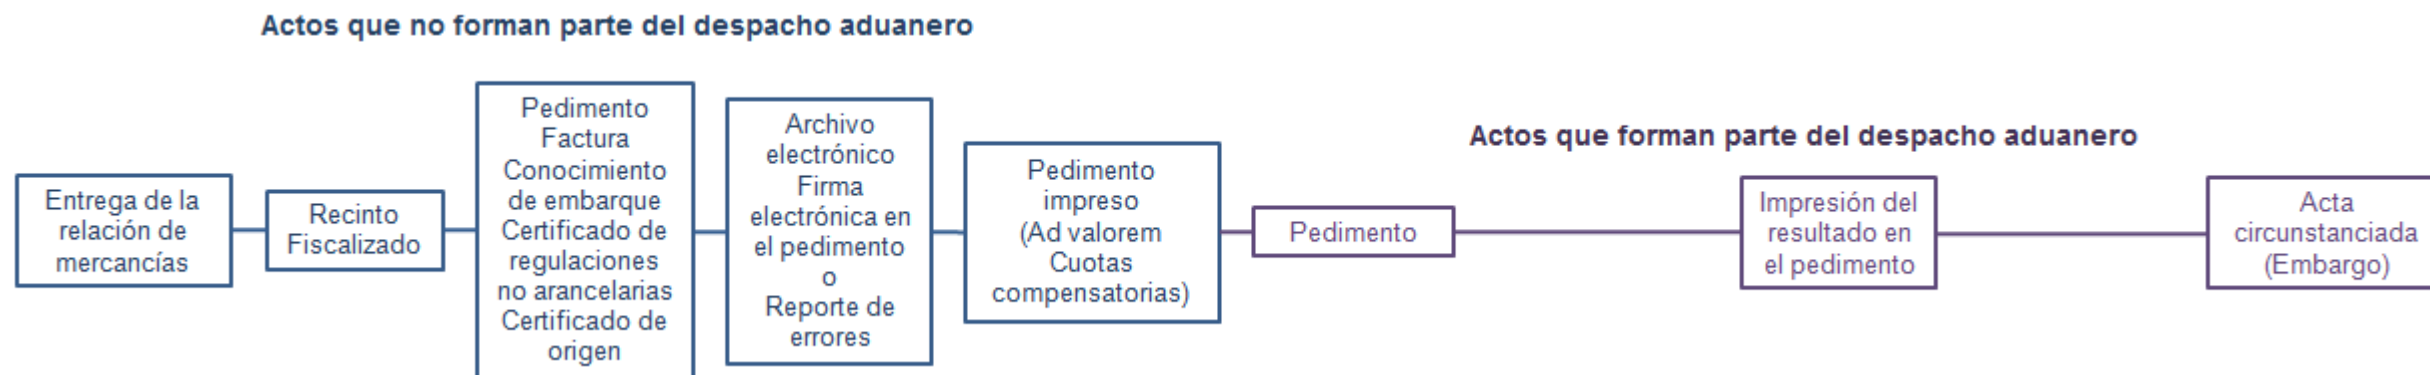 Actos que no forman parte del despacho aduanero
Entrega de la
relación de
mercancías
Recinto
Fiscalizado
Pedimento
Factura
Conocimiento
de embarque
Certificado de
regulaciones
no arancelarias
Certificado de
origen
Archivo
electrónico
Firma
electrónica en
el pedimento
o
Reporte de
errores
Pedimento
impreso
(Ad valorem
Cuotas
compensatorias)
Actos que forman parte del despacho aduanero
Pedimento
Impresión del
resultado en
el pedimento
Acta
circunstanciada
(Embargo)